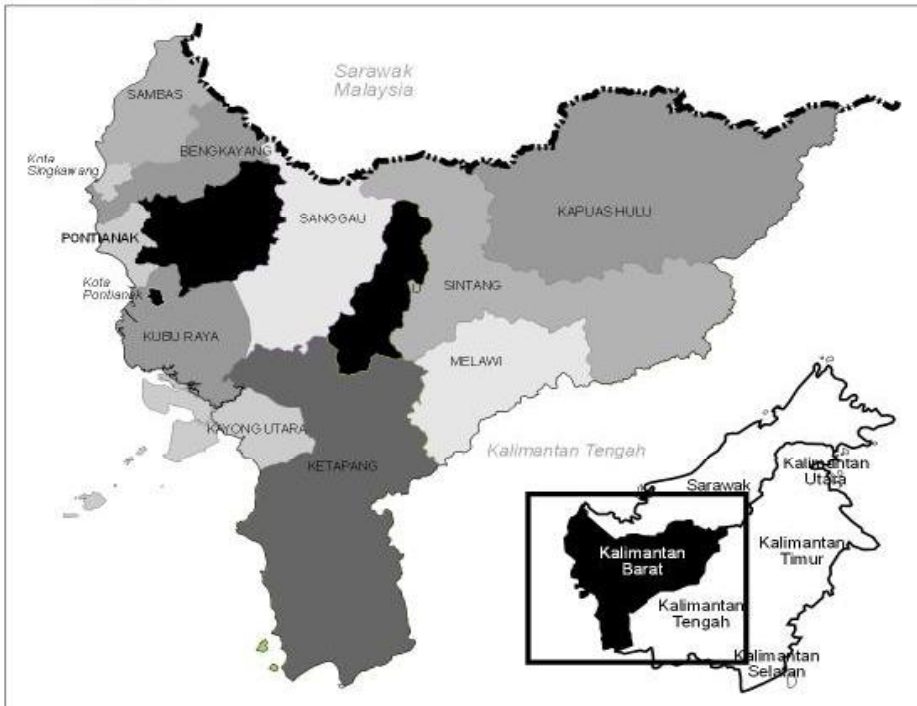 Sarawak
Malaysia
SAMBAS
BENGKAYANG
Kota
Singkawang
SANGGAU
KAPUAS HULU
PONTIANAK
Kota
Pontianak
SINTANG
KUBU RAYA
MELAWI
KAYONG UTARA
KETAPANG
Kalimantan Tengah
Kalimantan
Utara
Sarawak
Kalimantan
Barat
Kalimantan
Timur
Kalimantan
Tengah
Kalimantan
Selatan